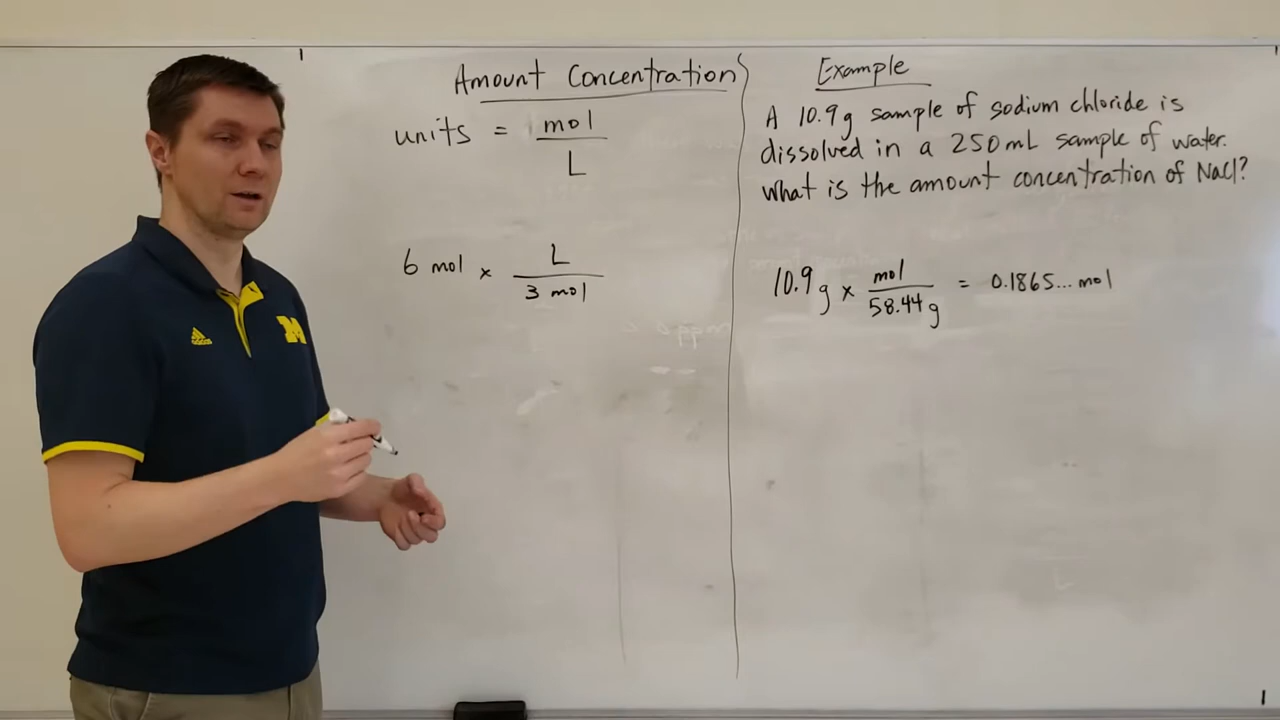 Amount Concentration
units = mol
L
6 mol × L
3 mol
Example
A 10.9g sample of sodium chloride is
dissolved in a 250mL sample of water.
What is the amount concentration of NaCl?
10.9g × mol = 0.1865... mol
58.44g
adidas
M